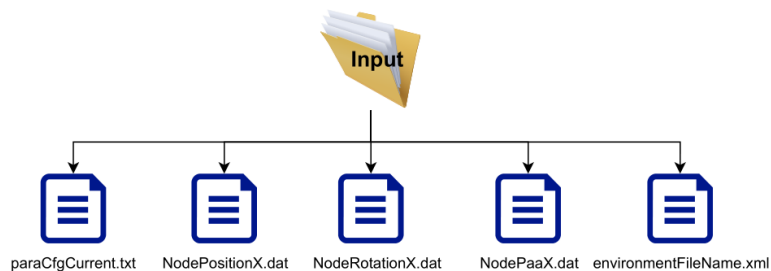 Input
paraCfgCurrent.txt
NodePositionX.dat
NodeRotationX.dat
NodePaaX.dat
environmentFileName.xml